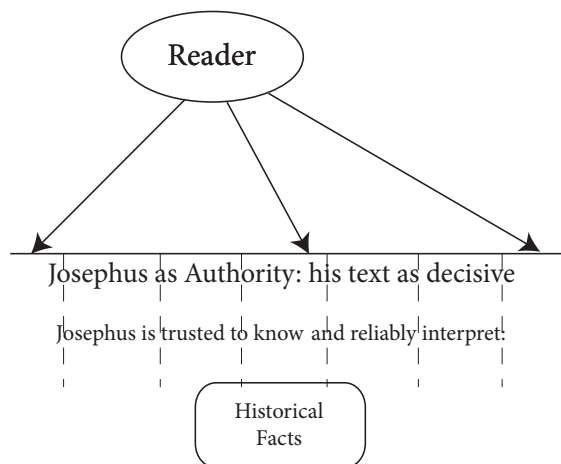 Reader
Josephus as Authority: his text as decisive
Josephus is trusted to know and reliably interpret:
Historical
Facts